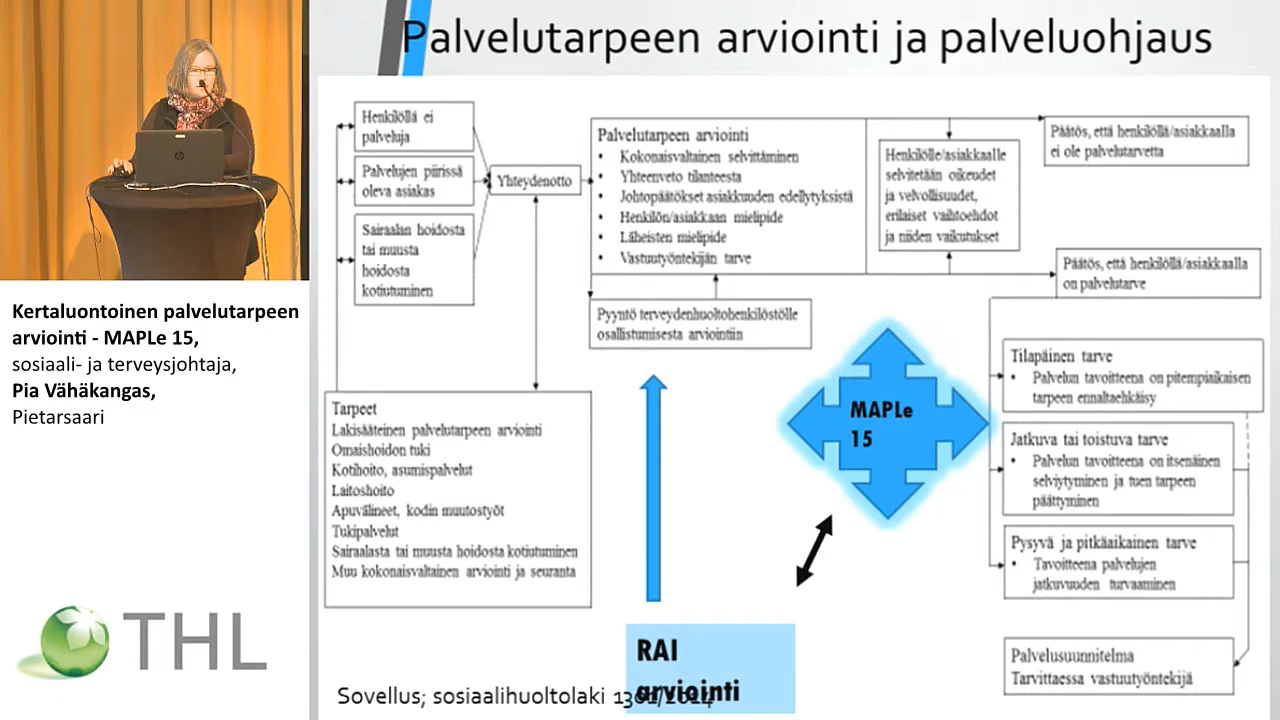 Palvelutarpeen arviointi ja palveluohjaus
Henkilöllä ei
palveluja
Palvelujen piirissä
oleva asiakas
Sairaalan hoidosta
tai muusta
hoidosta
kotiutuminen
Yhteydenotto
Palvelutarpeen arviointi
• Kokonaisvaltainen selvittäminen
• Yhteenveto tilanteesta
• Johtopäätökset asiakkuuden edellytyksistä
• Henkilön/asiakkaan mielipide
• Läheisten mielipide
• Vastuutyöntekijän tarve
Henkilölle/asiakkaalle
selvitetään oikeudet
ja velvollisuudet,
erilaiset vaihtoehdot
ja niiden vaikutukset
Päätös, että henkilöllä/asiakkaalla
ei ole palvelutarvetta
Päätös, että henkilöllä/asiakkaalla
on palvelutarve
Pyyntö terveydenhuoltohenkilöstölle
osallistumisesta arviointiin
Kertaluontoinen palvelutarpeen
arviointi - MAPLe 15,
sosiaali- ja terveysjohtaja,
Pia Vähäkangas,
Pietarsaari
Tarpeet
Lakisääteinen palvelutarpeen arviointi
Omaishoidon tuki
Kotihoito, asumispalvelut
Laitoshoito
Apuvälineet, kodin muutostyöt
Tukipalvelut
Sairaalasta tai muusta hoidosta kotiutuminen
Muu kokonaisvaltainen arviointi ja seuranta
MAPLe
15
Tilapäinen tarve
• Palvelun tavoitteena on pitempiaikaisen
tarpeen ennaltaehkäisy
Jatkuva tai toistuva tarve
• Palvelun tavoitteena on itsenäinen
selviytyminen ja tuen tarpeen
päättyminen
Pysyvä ja pitkäaikainen tarve
• Tavoitteena palvelujen
jatkuvuuden turvaaminen
Palvelusuunnitelma
Tarvittaessa vastuutyöntekijä
RAI
arviointi
Sovellus; sosiaalihuoltolaki 1301/2014
THL